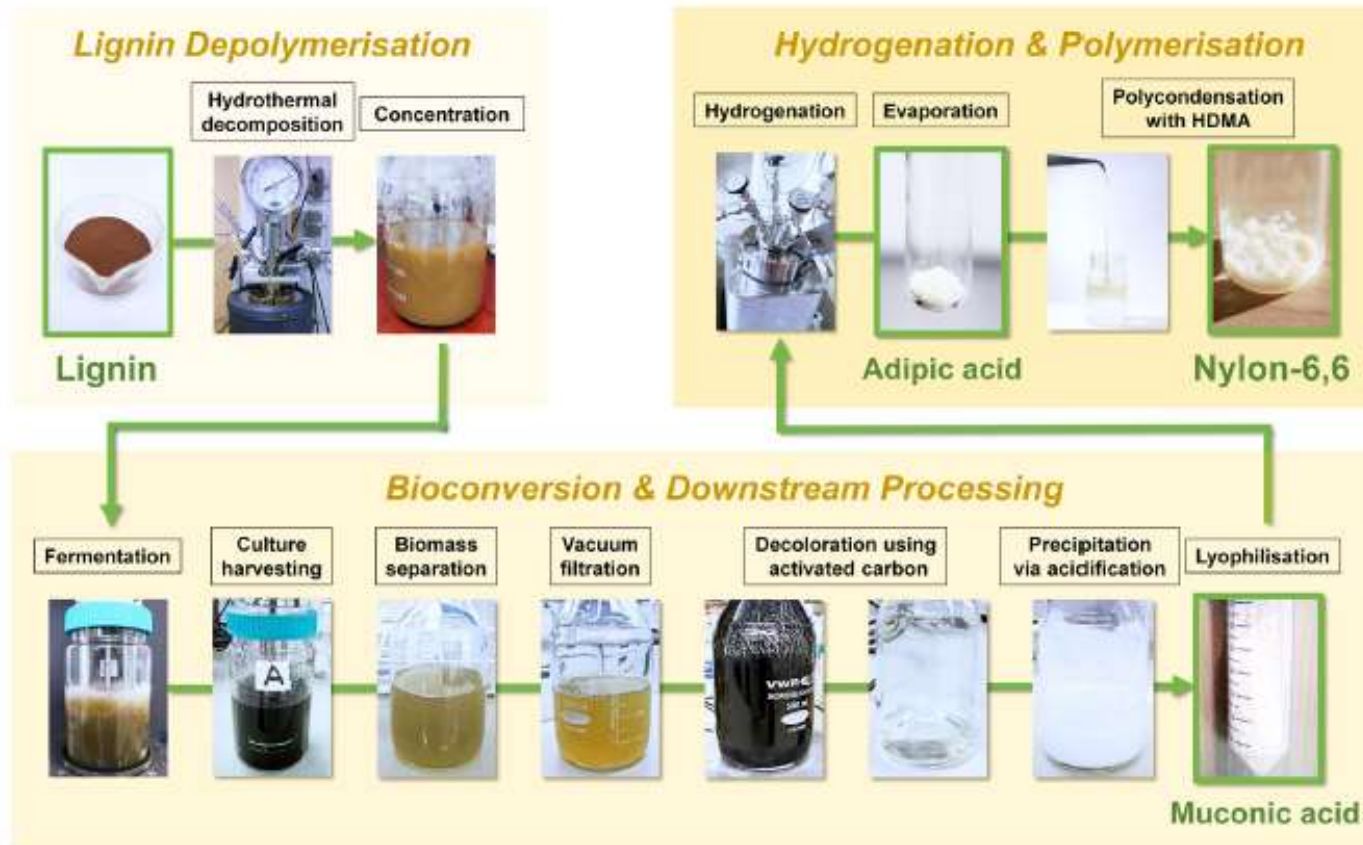 Lignin Depolymerisation
Hydrothermal
decomposition
Concentration
Lignin
Hydrogenation & Polymerisation
Hydrogenation
Evaporation
Polycondensation
with HDMA
Adipic acid
Nylon-6,6
Bioconversion & Downstream Processing
Fermentation
Culture
harvesting
Biomass
separation
Vacuum
filtration
Decoloration using
activated carbon
Precipitation
via acidification
Lyophilisation
A
Muconic acid